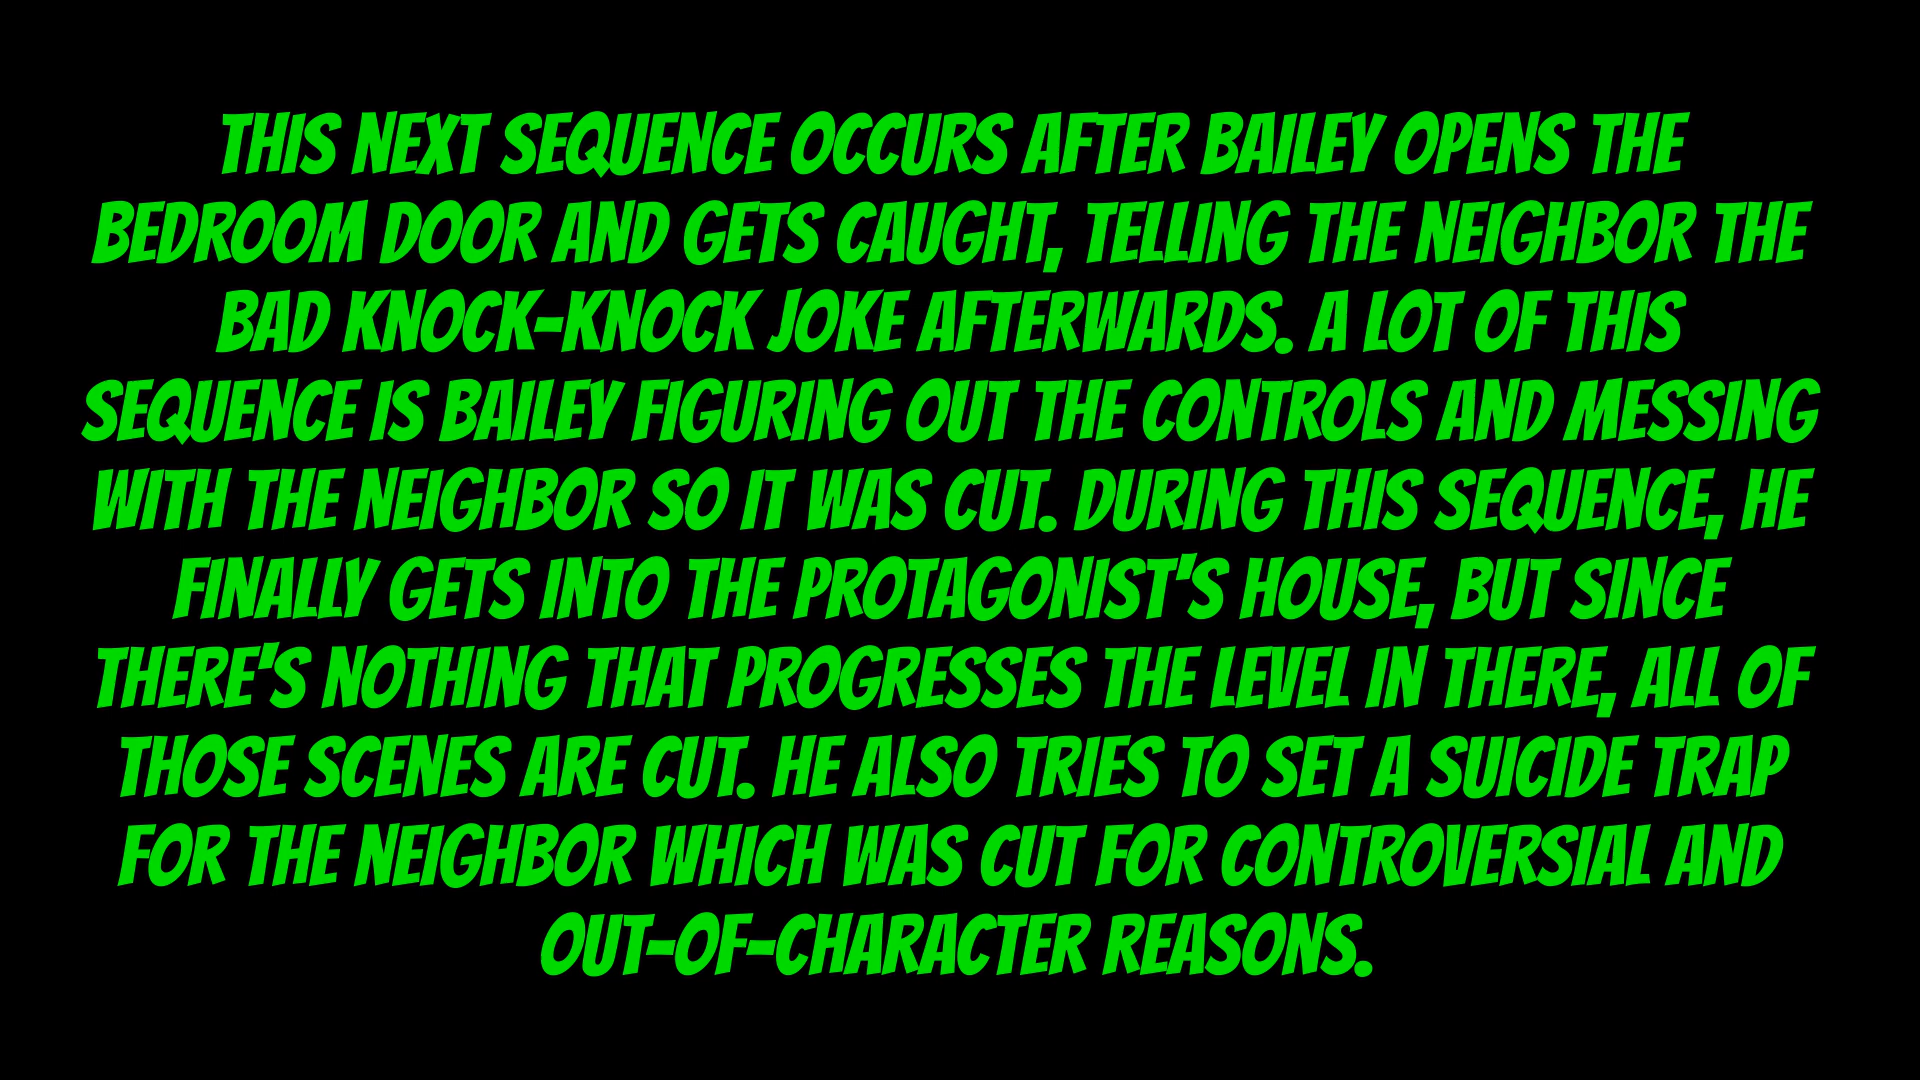 THIS NEXT SEQUENCE OCCURS AFTER BAILEY OPENS THE
BEDROOM DOOR AND GETS CAUGHT, TELLING THE NEIGHBOR THE
BAD KNOCK-KNOCK JOKE AFTERWARDS. A LOT OF THIS
SEQUENCE IS BAILEY FIGURING OUT THE CONTROLS AND MESSING
WITH THE NEIGHBOR SO IT WAS CUT. DURING THIS SEQUENCE, HE
FINALLY GETS INTO THE PROTAGONIST'S HOUSE, BUT SINCE
THERE'S NOTHING THAT PROGRESSES THE LEVEL IN THERE, ALL OF
THOSE SCENES ARE CUT. HE ALSO TRIES TO SET A SUICIDE TRAP
FOR THE NEIGHBOR WHICH WAS CUT FOR CONTROVERSIAL AND
OUT-OF-CHARACTER REASONS.